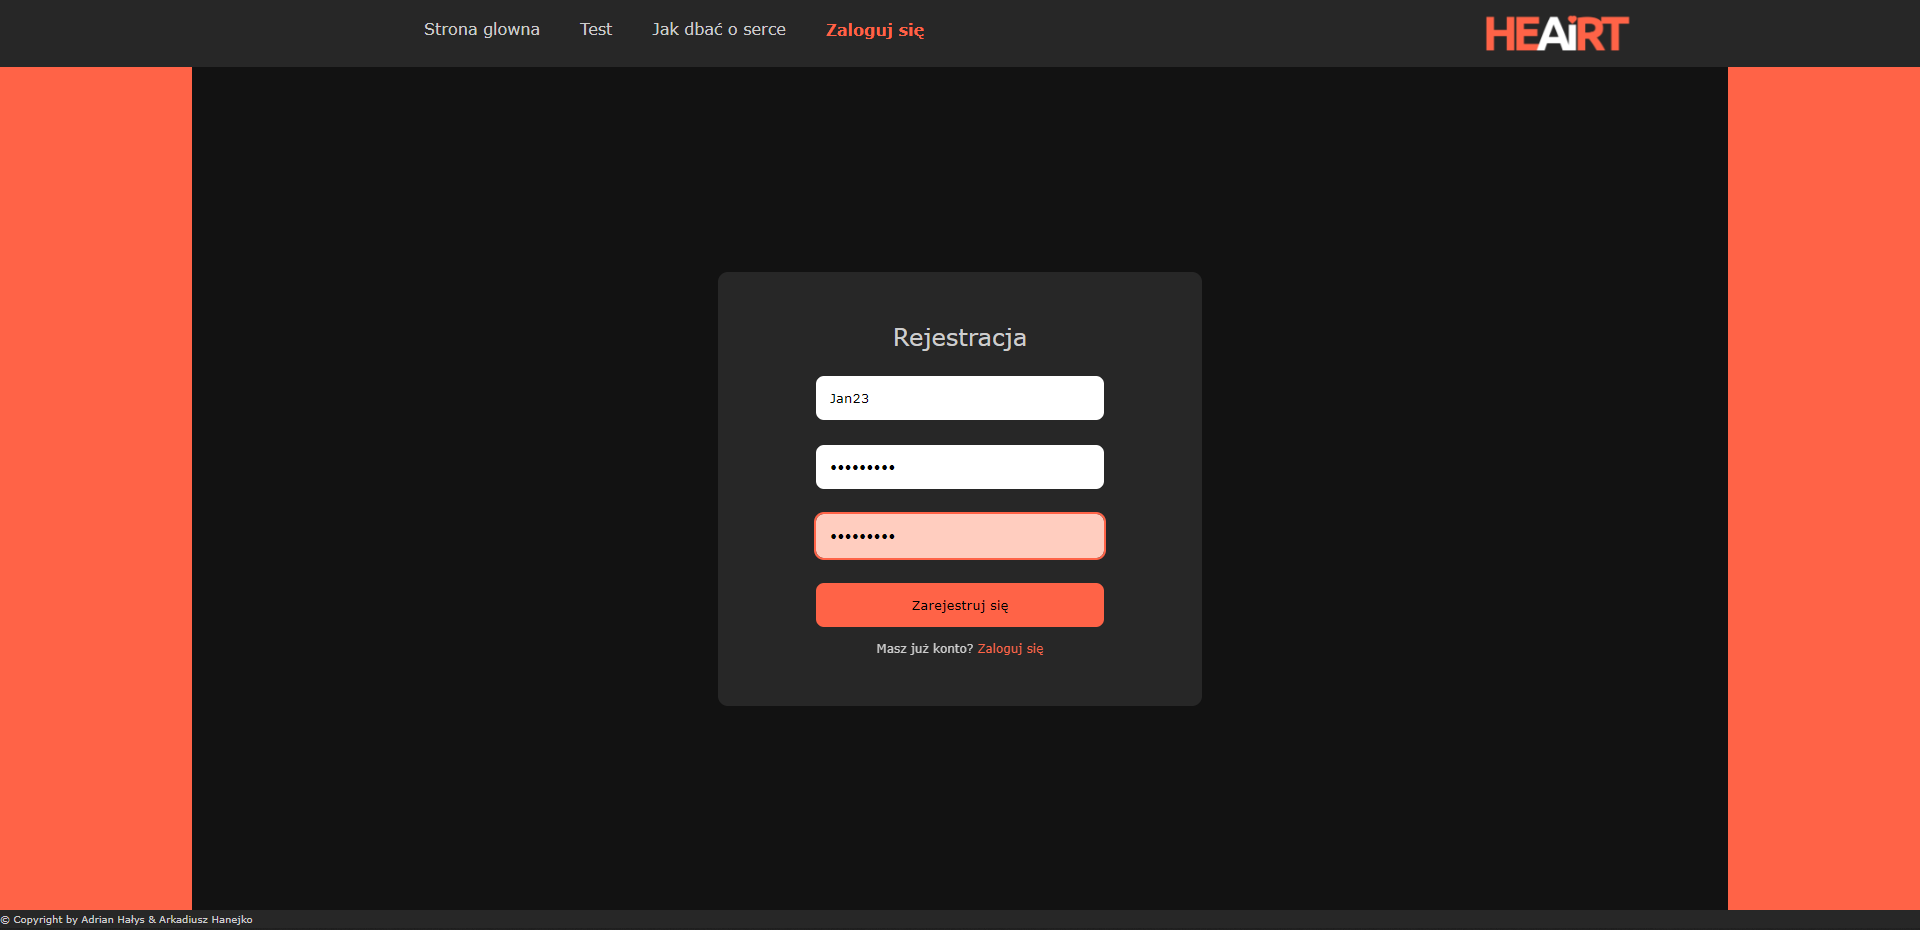 Strona glowna Test Jak dbać o serce Zaloguj się HEAiRT
Rejestracja
Jan23
•••••••••
•••••••••
Zarejestruj się
Masz już konto? Zaloguj się
© Copyright by Adrian Hałys & Arkadiusz Hanejko